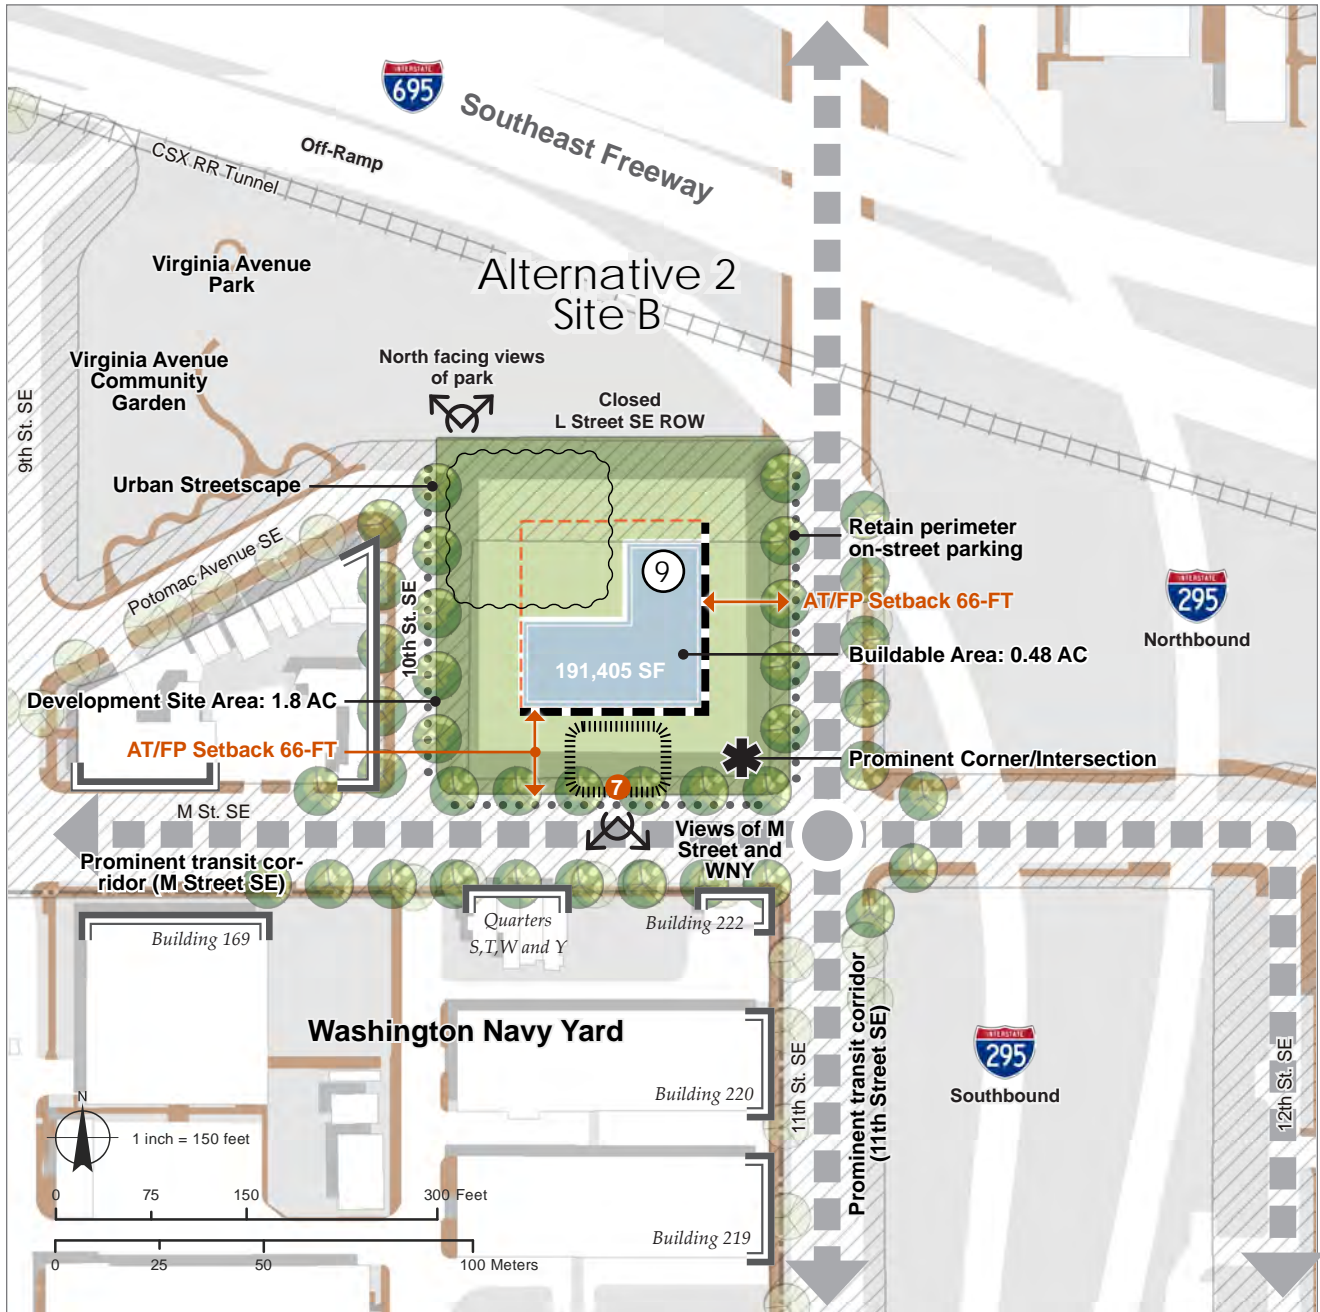 INTERSTATE
695
Southeast Freeway
Off-Ramp
CSX RR Tunnel
Virginia Avenue
Park
Alternative 2
Site B
Virginia Avenue
Community
Garden
North facing views
of park
Closed
L Street SE ROW
9th St. SE
Urban Streetscape
Retain perimeter
on-street parking
Potomac Avenue SE
9
INTERSTATE
295
Northbound
AT/FP Setback 66-FT
10th St. SE
191,405 SF
Buildable Area: 0.48 AC
Development Site Area: 1.8 AC
AT/FP Setback 66-FT
Prominent Corner/Intersection
7
M St. SE
Views of M
Street and
WNY
Prominent transit cor-
ridor (M Street SE)
Building 169
Quarters
S,T,W and Y
Building 222
Washington Navy Yard
Prominent transit corridor
(11th Street SE)
INTERSTATE
295
Southbound
11th St. SE
12th St. SE
Building 220
Building 219
N
1 inch = 150 feet
0 75 150 300 Feet
0 25 50 100 Meters